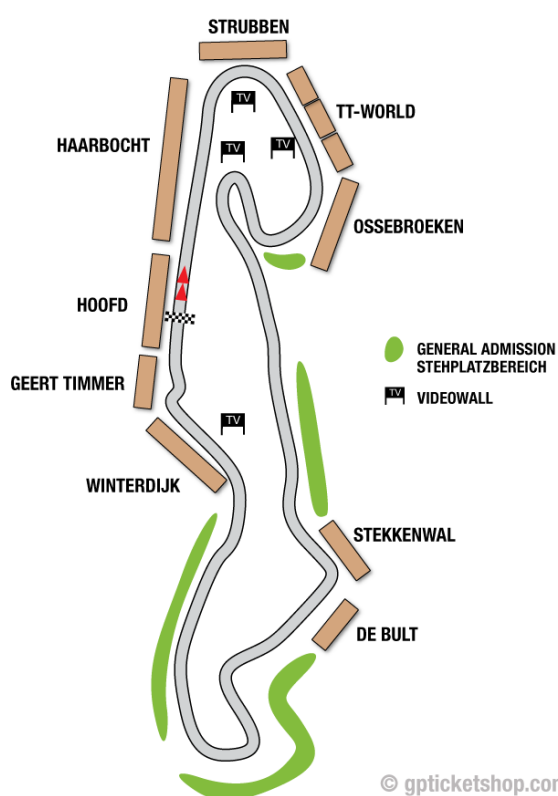 STRUBBEN
TV
TT-WORLD
HAARBOCHT
TV
TV
OSSEBROEKEN
HOOFD
GENERAL ADMISSION
STEHPLATZBEREICH
GEERT TIMMER
TV
VIDEOWALL
TV
WINTERDIJK
STEKKENWAL
DE BULT
© gpticketshop.com